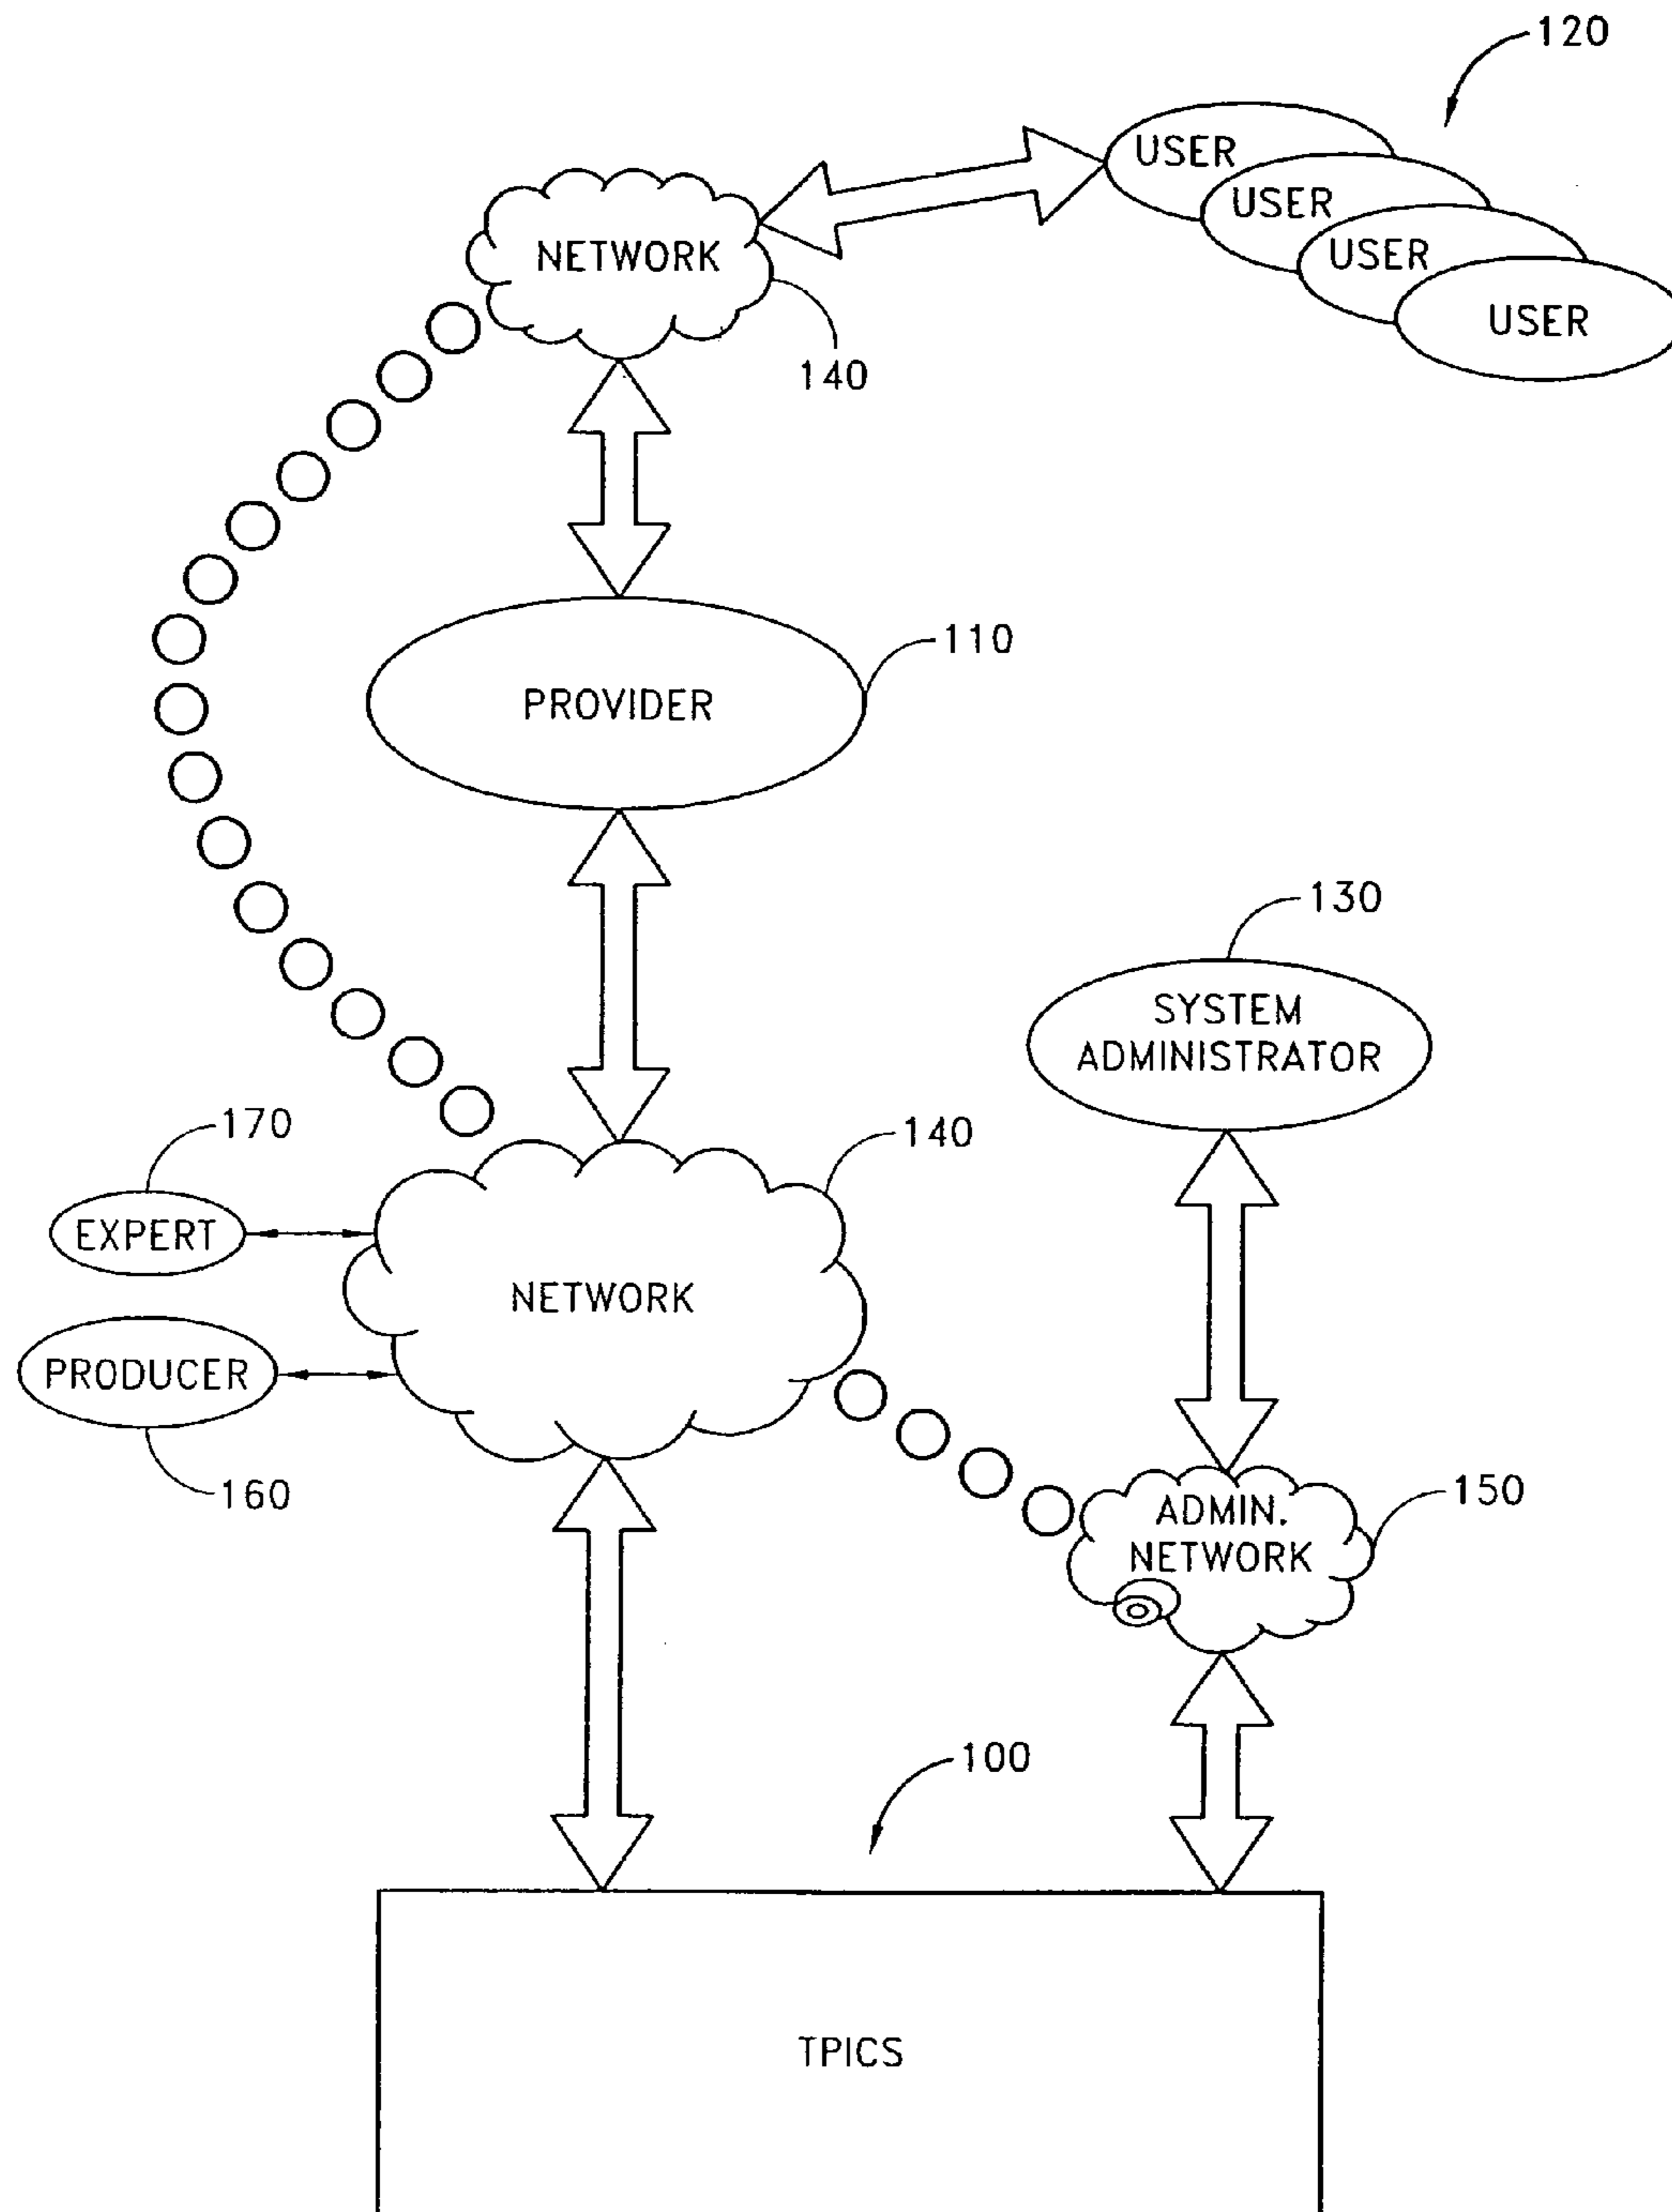 120
USER
USER
USER
USER
NETWORK
140
110
PROVIDER
130
SYSTEM
ADMINISTRATOR
170
140
EXPERT
NETWORK
PRODUCER
160
ADMIN.
NETWORK
150
100
TPICS